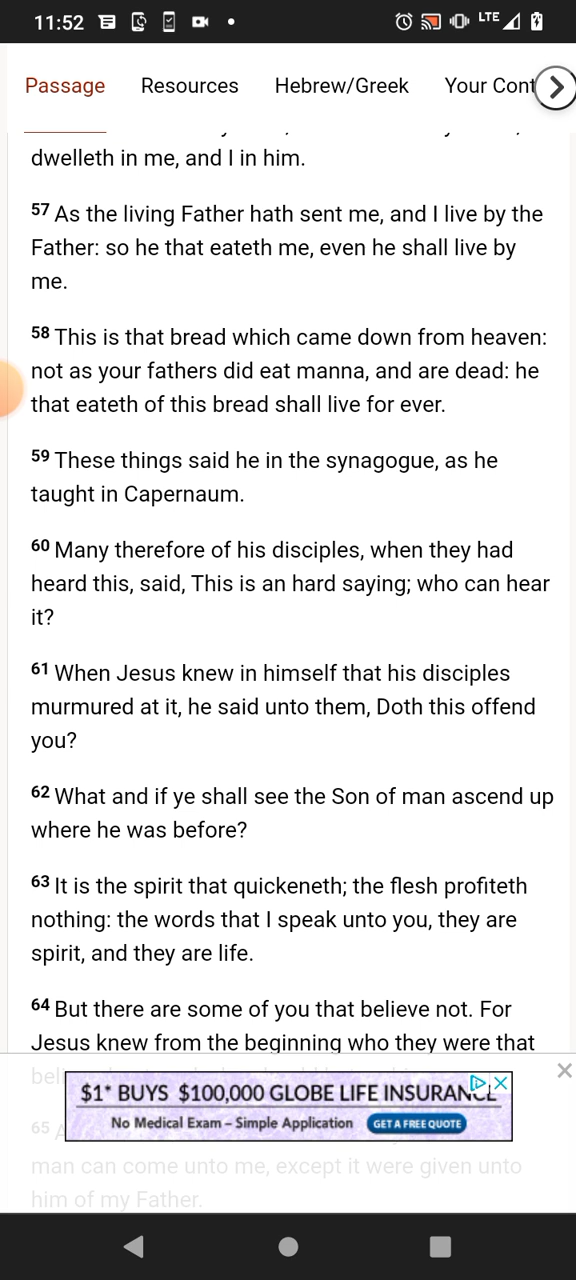 11:52
LTE
Passage
Resources
Hebrew/Greek
Your Cont
dwelleth in me, and I in him.
57 As the living Father hath sent me, and I live by the
Father: so he that eateth me, even he shall live by
me.
58 This is that bread which came down from heaven:
not as your fathers did eat manna, and are dead: he
that eateth of this bread shall live for ever.
59 These things said he in the synagogue, as he
taught in Capernaum.
60 Many therefore of his disciples, when they had
heard this, said, This is an hard saying; who can hear
it?
61 When Jesus knew in himself that his disciples
murmured at it, he said unto them, Doth this offend
you?
62 What and if ye shall see the Son of man ascend up
where he was before?
63 It is the spirit that quickeneth; the flesh profiteth
nothing: the words that I speak unto you, they are
spirit, and they are life.
64 But there are some of you that believe not. For
Jesus knew from the beginning who they were that
$1* BUYS $100,000 GLOBE LIFE INSURANCE
No Medical Exam – Simple Application
GET A FREE QUOTE
65
man can come unto me, except it were given unto
him of my Father.